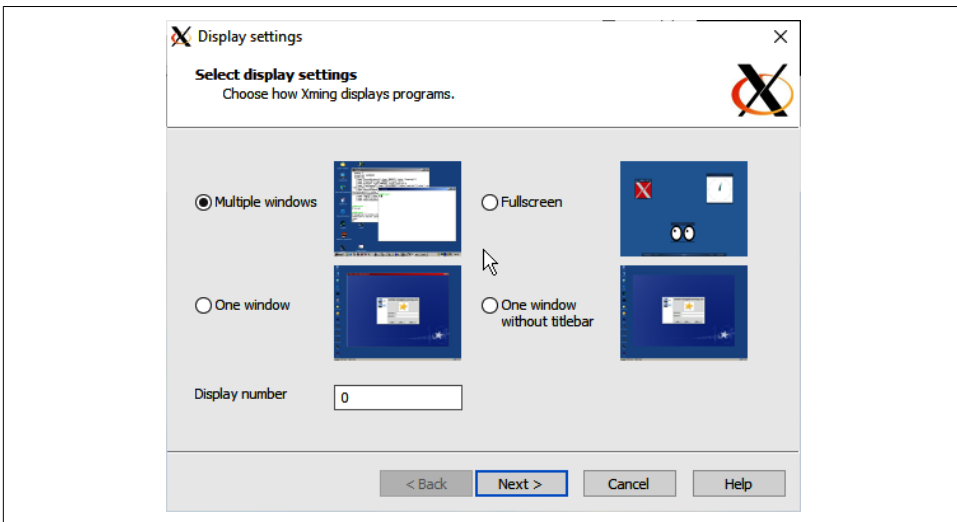 Display settings
Select display settings
Choose how Xming displays programs.
Multiple windows
Fullscreen
One window
One window
without titlebar
Display number
0
< Back
Next >
Cancel
Help